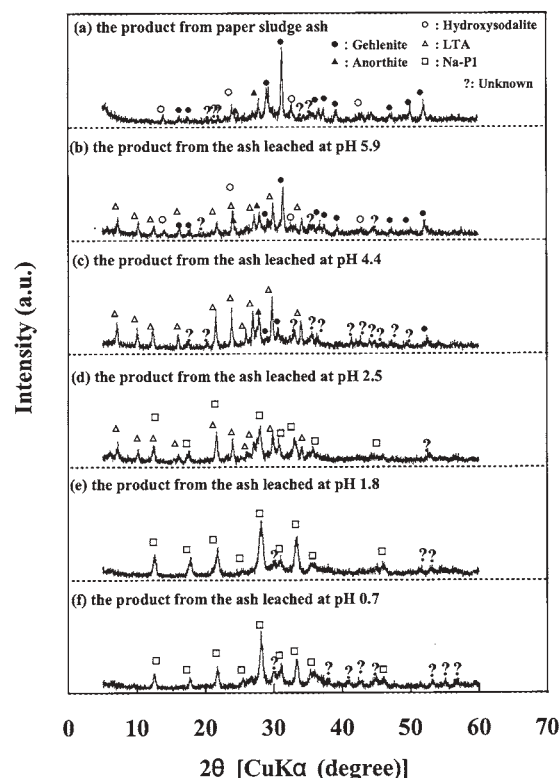 (a) the product from paper sludge ash
○ : Hydroxysodalite
● : Gehlenite △ : LTA
▲ : Anorthite □ : Na-P1
?: Unknown
(b) the product from the ash leached at pH 5.9
(c) the product from the ash leached at pH 4.4
(d) the product from the ash leached at pH 2.5
(e) the product from the ash leached at pH 1.8
(f) the product from the ash leached at pH 0.7
Intensity (a.u.)
0 10 20 30 40 50 60 70
2θ [CuKα (degree)]